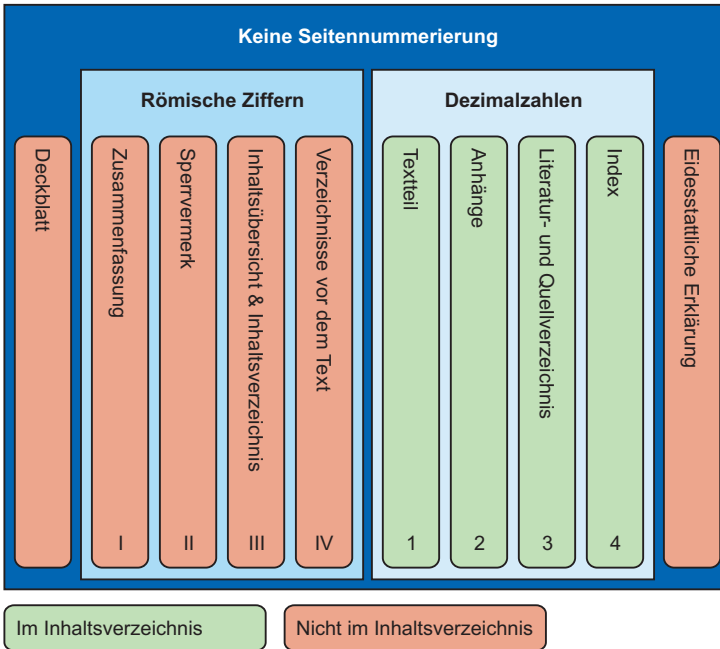 Keine Seitennummerierung
Römische Ziffern
Dezimalzahlen
Deckblatt
Zusammenfassung
I
Sperrvermerk
II
Inhaltsübersicht & Inhaltsverzeichnis
III
Verzeichnisse vor dem Text
IV
Textteil
1
Anhänge
2
Literatur- und Quellverzeichnis
3
Index
4
Eidesstattliche Erklärung
Im Inhaltsverzeichnis
Nicht im Inhaltsverzeichnis